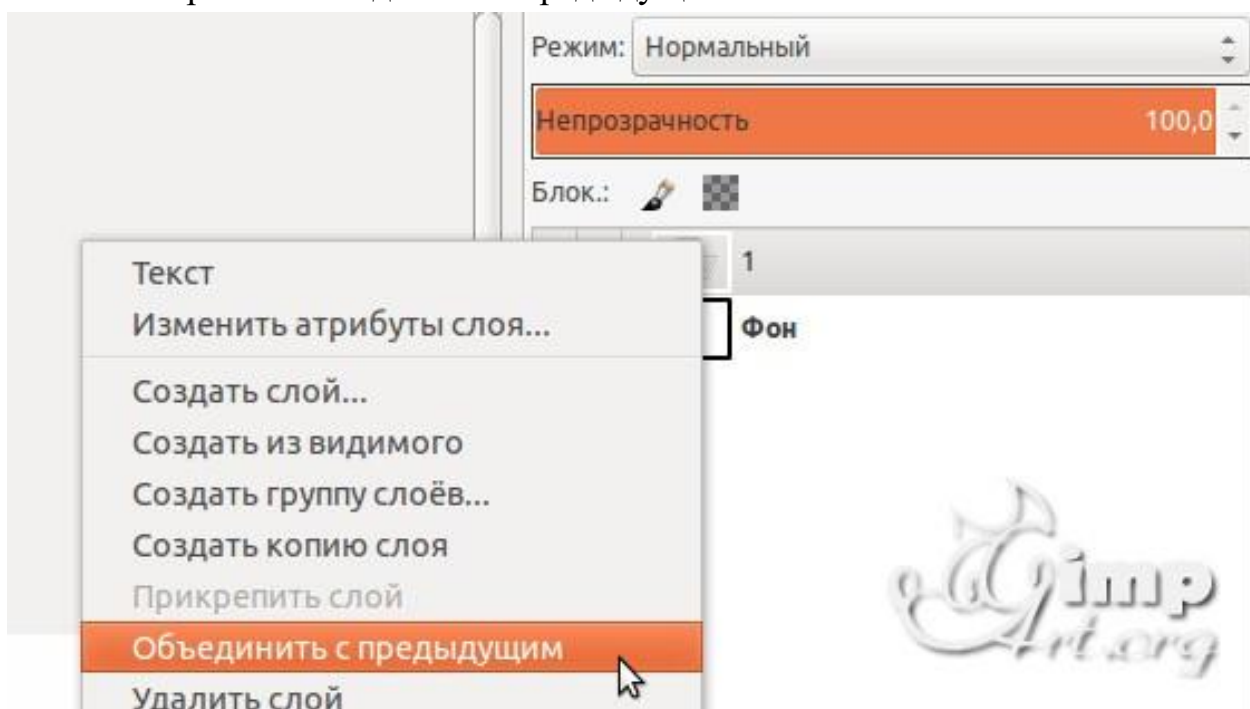 Режим: Нормальный
Непрозрачность 100,0
Блок.:
1
Фон
Текст
Изменить атрибуты слоя...
Создать слой...
Создать из видимого
Создать группу слоёв...
Создать копию слоя
Прикрепить слой
Объединить с предыдущим
Удалить слой
Gimp
Art.org